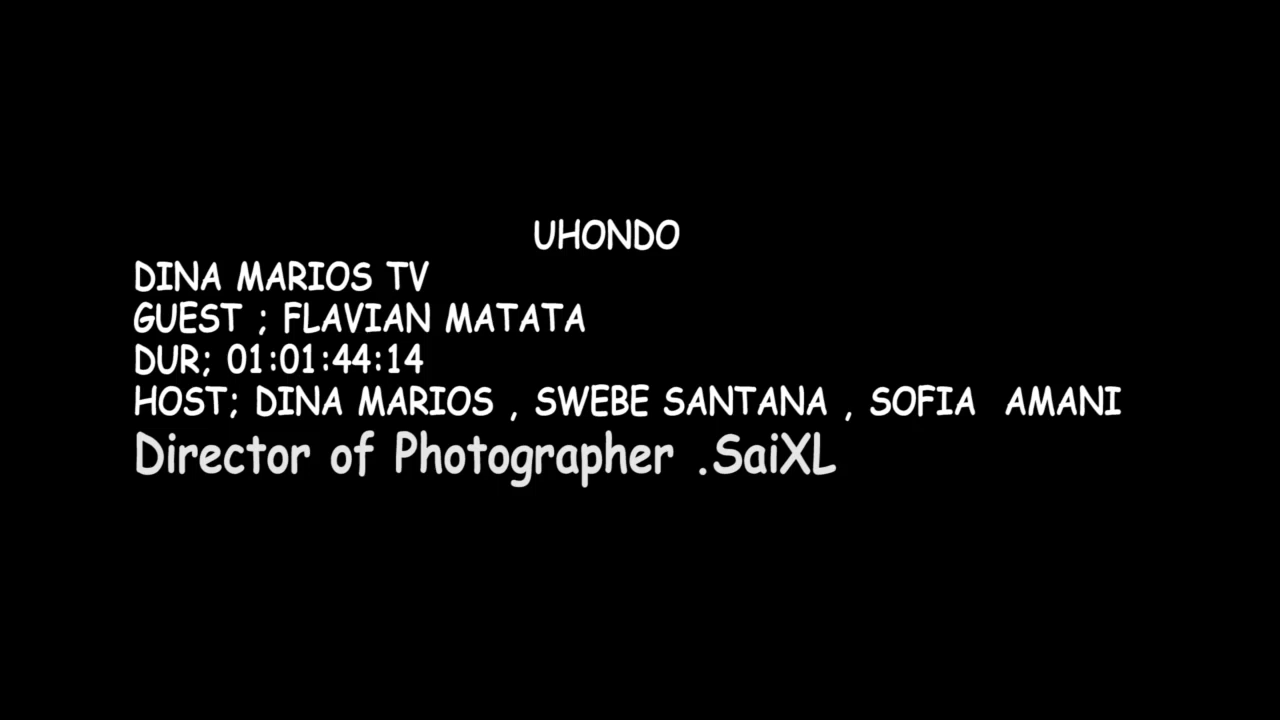 UHONDO
DINA MARIOS TV
GUEST ; FLAVIAN MATATA
DUR; 01:01:44:14
HOST; DINA MARIOS , SWEBE SANTANA , SOFIA  AMANI
Director of Photographer .SaiXL